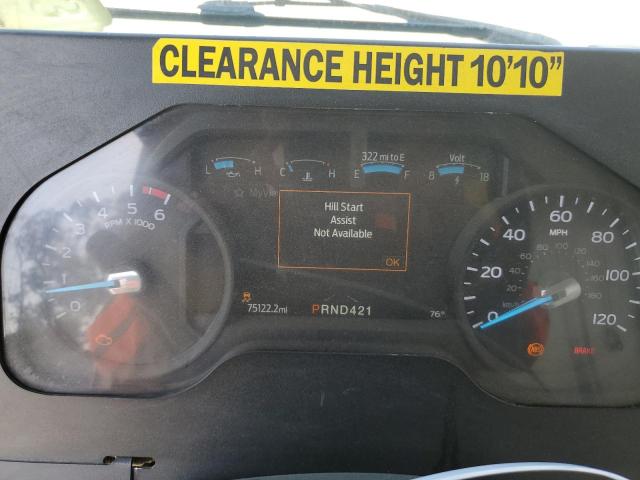 CLEARANCE HEIGHT 10'10"
L H C H 322 mi to E E F Volt 8 18
Hill Start
Assist
Not Available
OK
0 1 2 3 4 5 6
RPM X 1000
0 20 40 60 80 100 120
MPH
km/h
75122.2mi
PRND421
76°
ABS
BRAKE